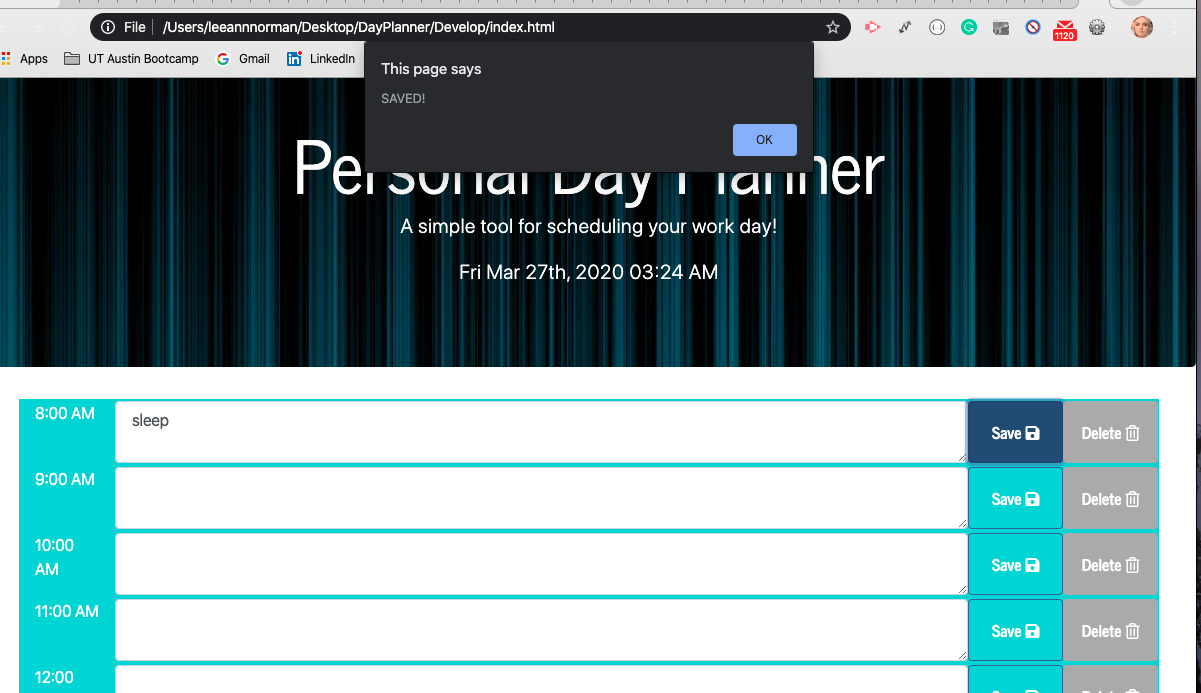 File /Users/leeannnorman/Desktop/DayPlanner/Develop/index.html
1120
Apps UT Austin Bootcamp Gmail LinkedIn
This page says
SAVED!
OK
Personal Day Planner
A simple tool for scheduling your work day!
Fri Mar 27th, 2020 03:24 AM
8:00 AM sleep Save Delete
9:00 AM Save Delete
10:00 AM Save Delete
11:00 AM Save Delete
12:00